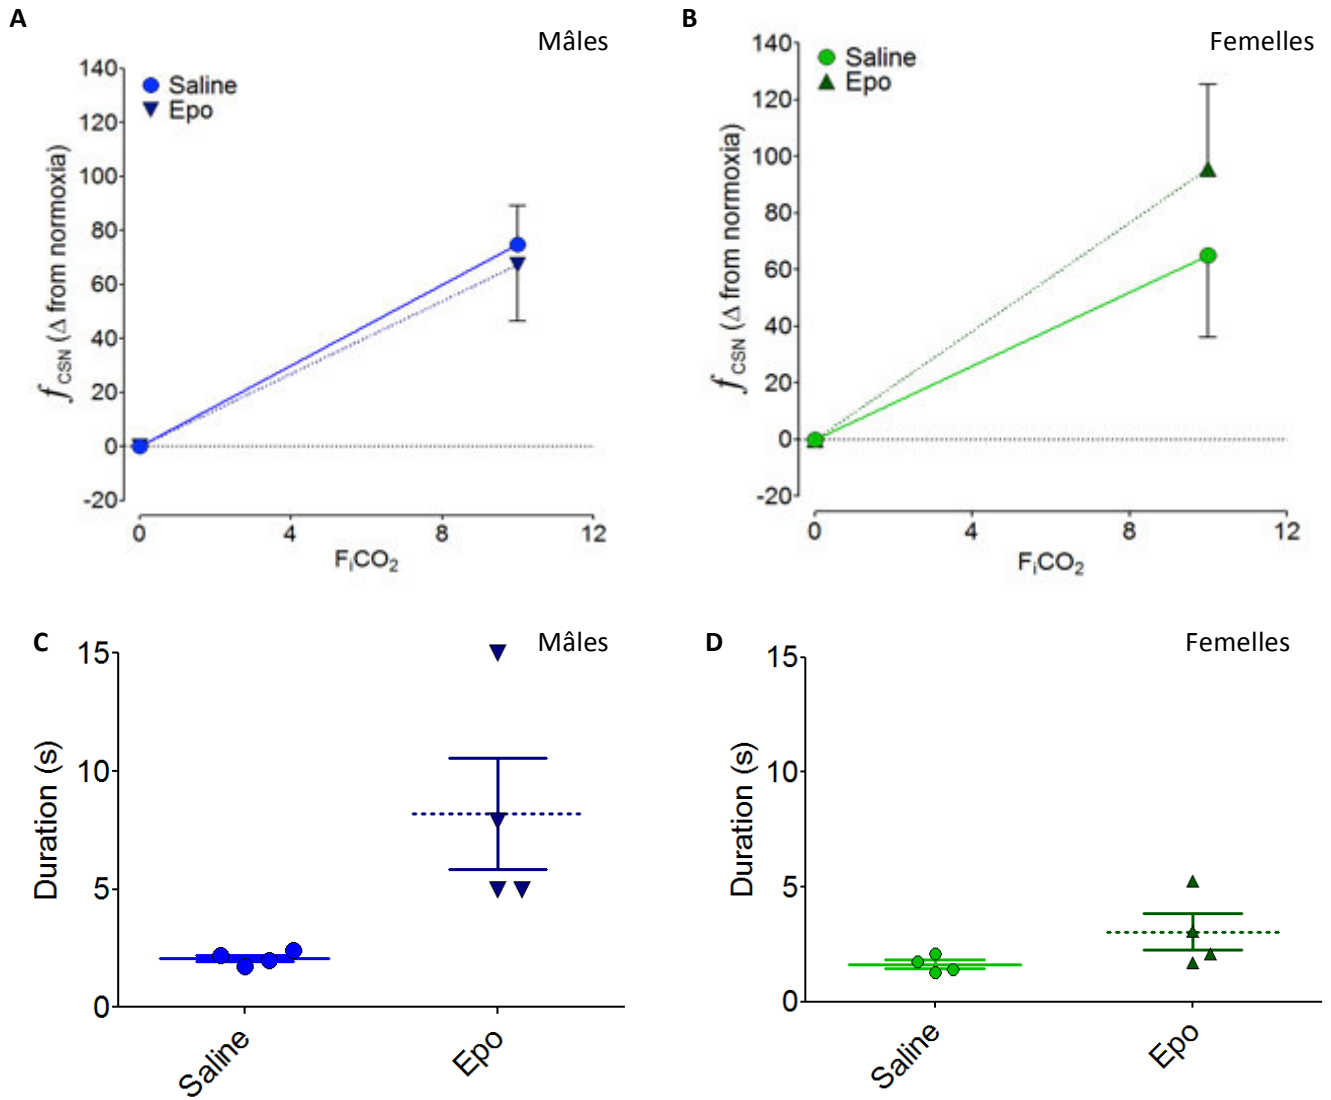 A
Mâles
Saline
Epo
140
120
100
80
60
40
20
0
-20
f CSN (Δ from normoxia)
0 4 8 12
FiCO2
B
Femelles
Saline
Epo
140
120
100
80
60
40
20
0
-20
f CSN (Δ from normoxia)
0 4 8 12
FiCO2
C
Mâles
15
10
5
0
Duration (s)
Saline
Epo
D
Femelles
15
10
5
0
Duration (s)
Saline
Epo